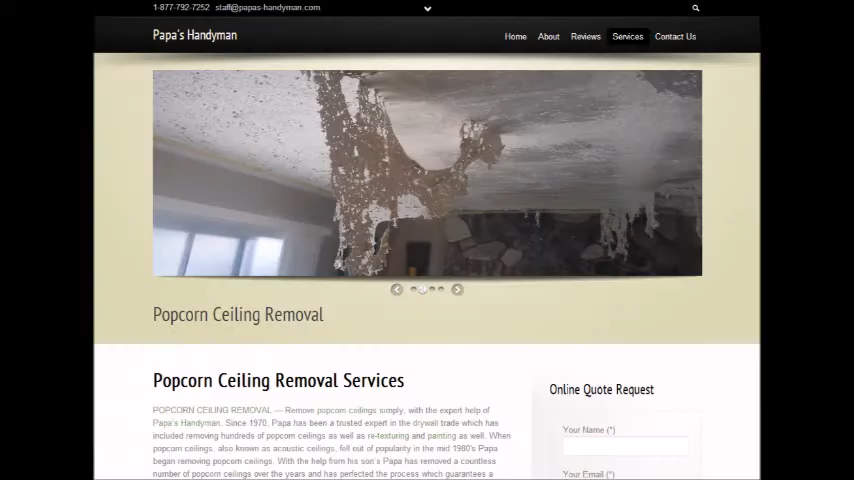 1-877-792-7252 staff@papas-handyman.com
Papa's Handyman
Home About Reviews Services Contact Us
Popcorn Ceiling Removal
Popcorn Ceiling Removal Services
POPCORN CEILING REMOVAL — Remove popcorn ceilings simply, with the expert help of
Papa's Handyman. Since 1970, Papa has been a trusted expert in the drywall trade which has
included removing hundreds of popcorn ceilings as well as re-texturing and painting as well. When
popcorn ceilings, also known as acoustic ceilings, fell out of popularity in the mid 1980's Papa
began removing popcorn ceilings. With the help from his son's Papa has removed a countless
number of popcorn ceilings over the years and has perfected the process which guarantees a
Online Quote Request
Your Name (*)
Your Email (*)